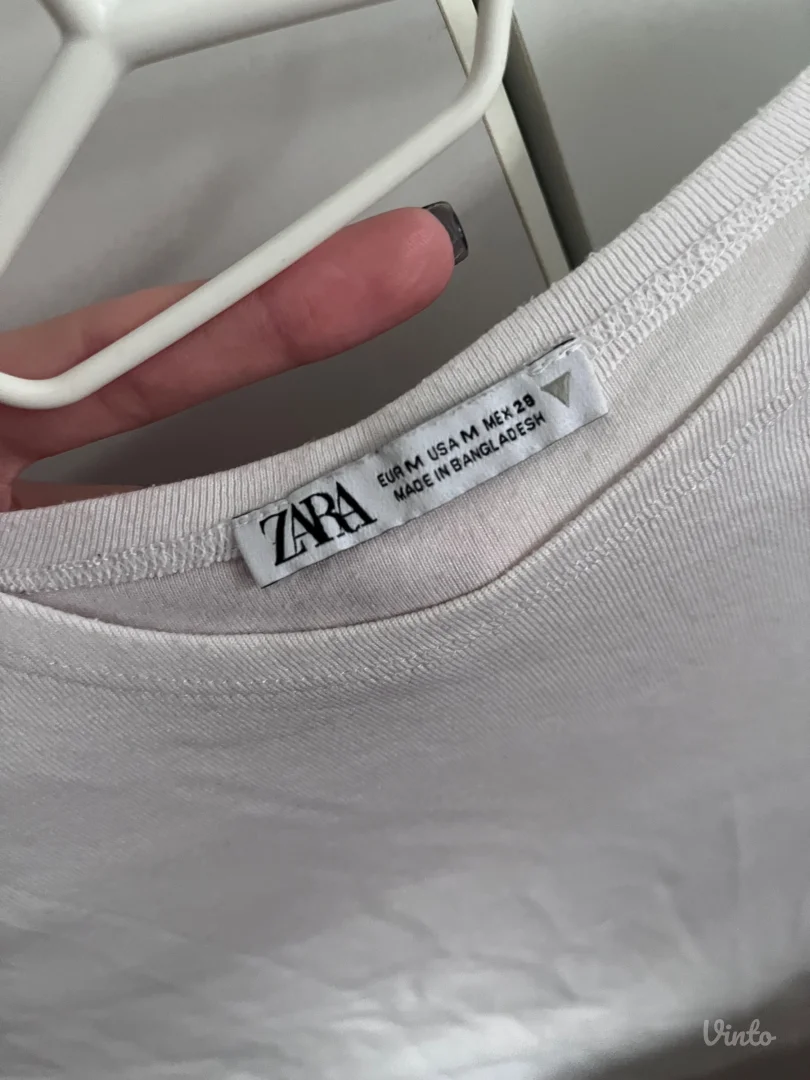 ZARA
EUR M USA M MEX 28
MADE IN BANGLADESH
Vinto